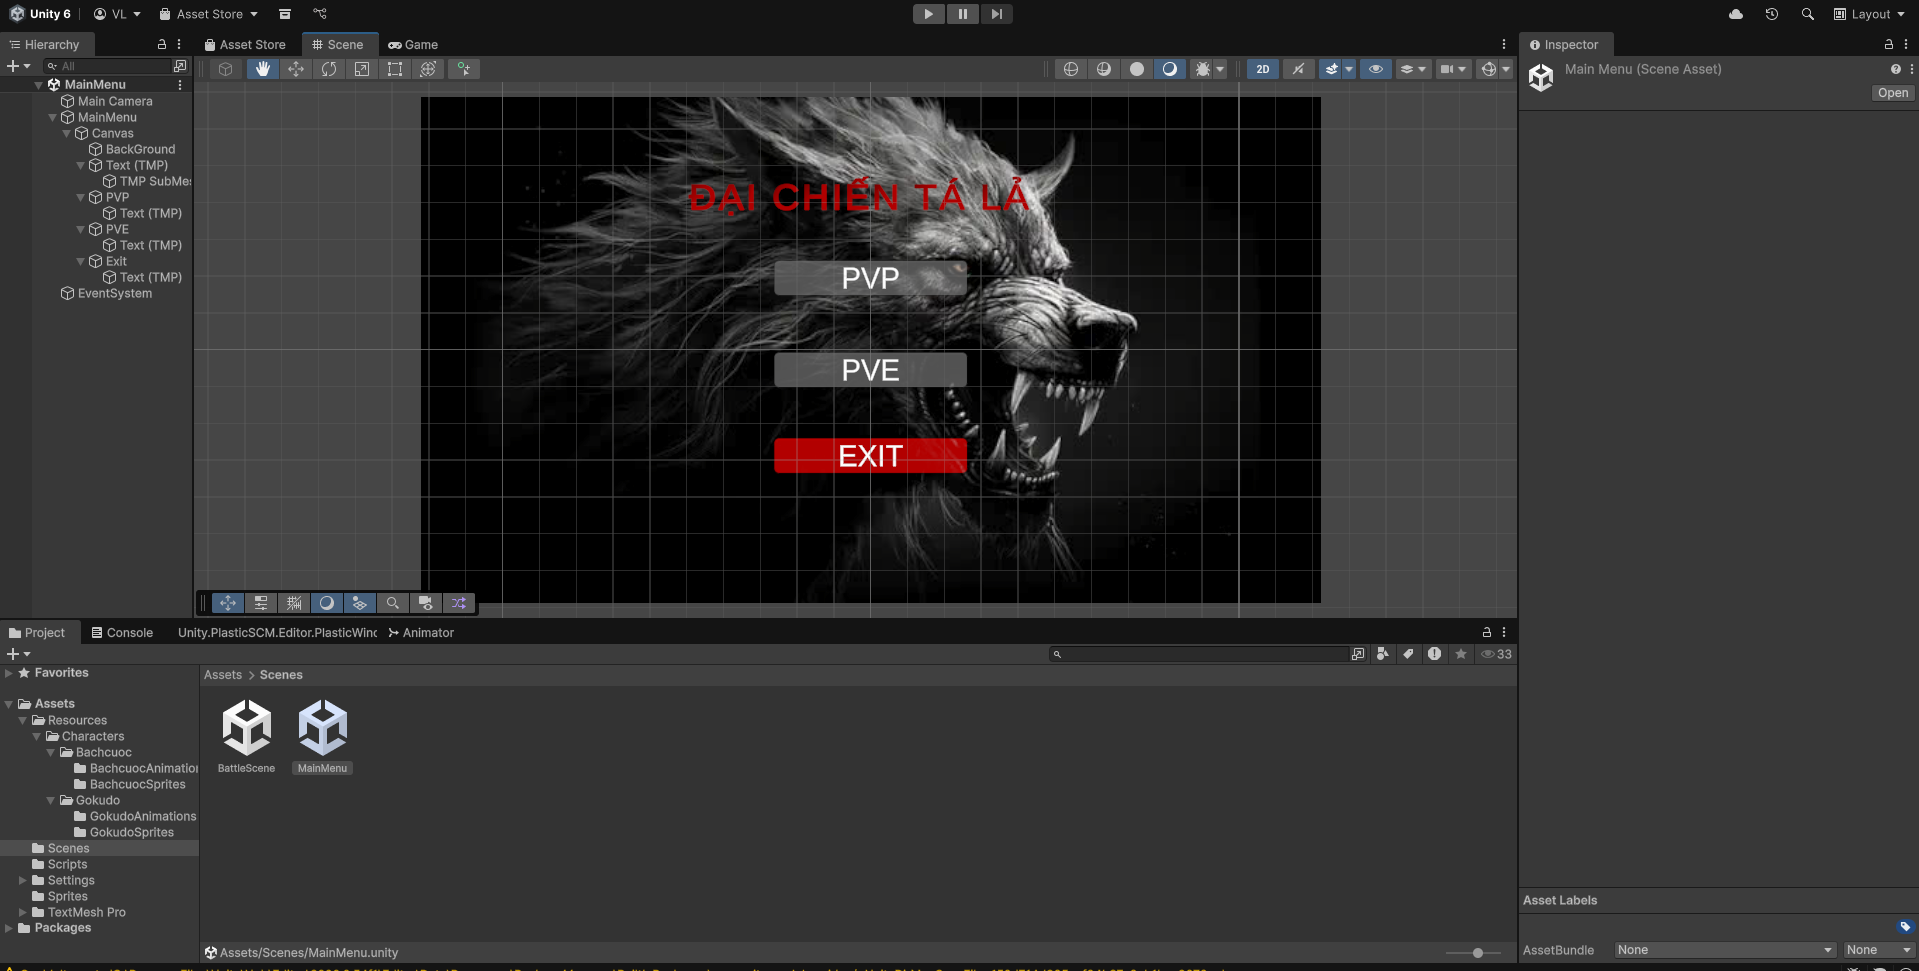 Unity 6
VL
Asset Store
Layout
Hierarchy
Asset Store
Scene
Game
Inspector
All
2D
Main Menu (Scene Asset)
Open
MainMenu
Main Camera
MainMenu
Canvas
BackGround
Text (TMP)
TMP SubMes
PVP
Text (TMP)
PVE
Text (TMP)
Exit
Text (TMP)
EventSystem
ĐẠI CHIẾN TÁ LẢ
PVP
PVE
EXIT
Project
Console
Unity.PlasticSCM.Editor.PlasticWinc
Animator
33
Favorites
Assets > Scenes
Assets
Resources
Characters
Bachcuoc
BachcuocAnimation
BachcuocSprites
Gokudo
GokudoAnimations
GokudoSprites
Scenes
Scripts
Settings
Sprites
TextMesh Pro
Packages
BattleScene
MainMenu
Assets/Scenes/MainMenu.unity
Asset Labels
AssetBundle
None
None